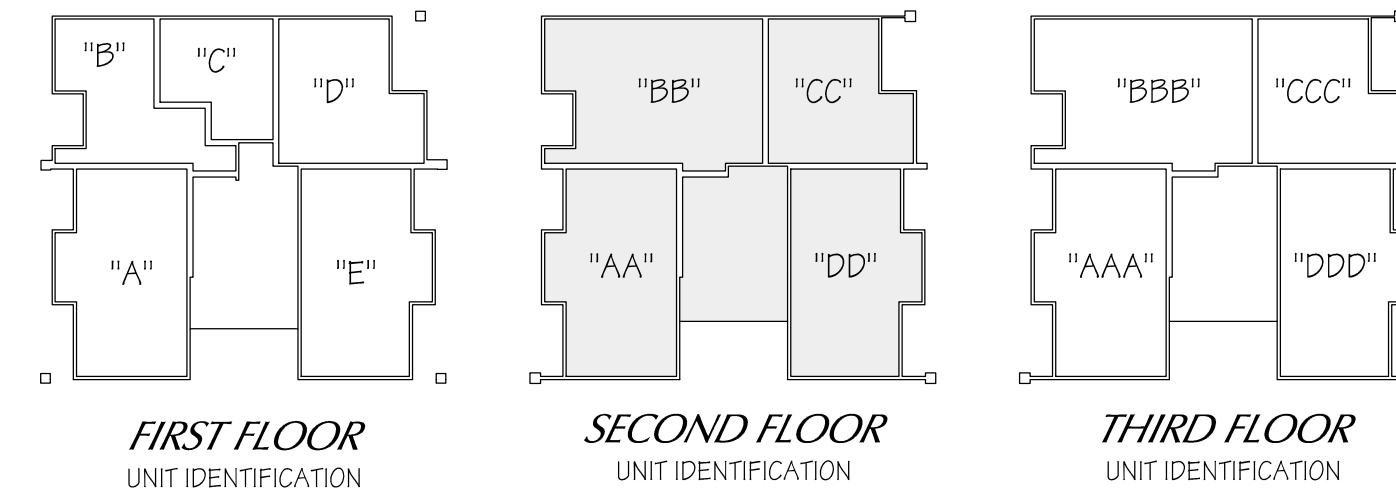 "B"
"C"
"D"
"A"
"E"
FIRST FLOOR
UNIT IDENTIFICATION
"BB"
"CC"
"AA"
"DD"
SECOND FLOOR
UNIT IDENTIFICATION
"BBB"
"CCC"
"AAA"
"DDD"
THIRD FLOOR
UNIT IDENTIFICATION